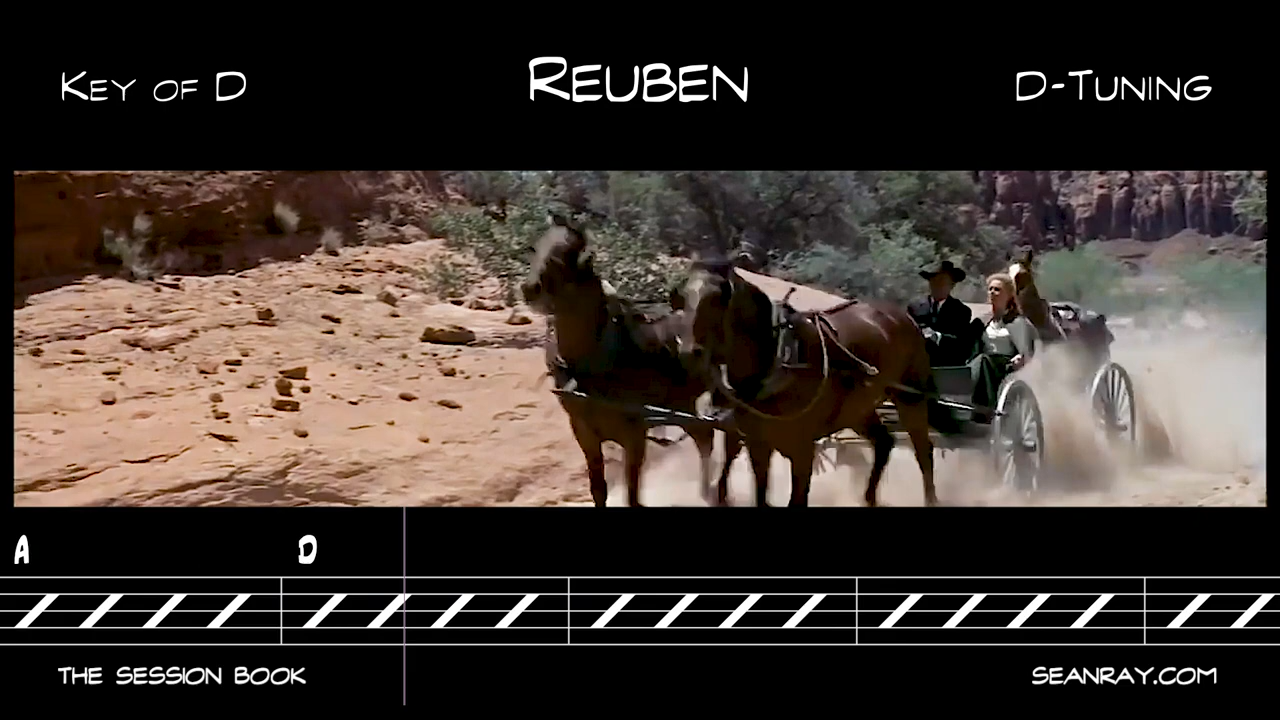 Key of D
Reuben
D-Tuning
A
D
The Session Book
seanray.com